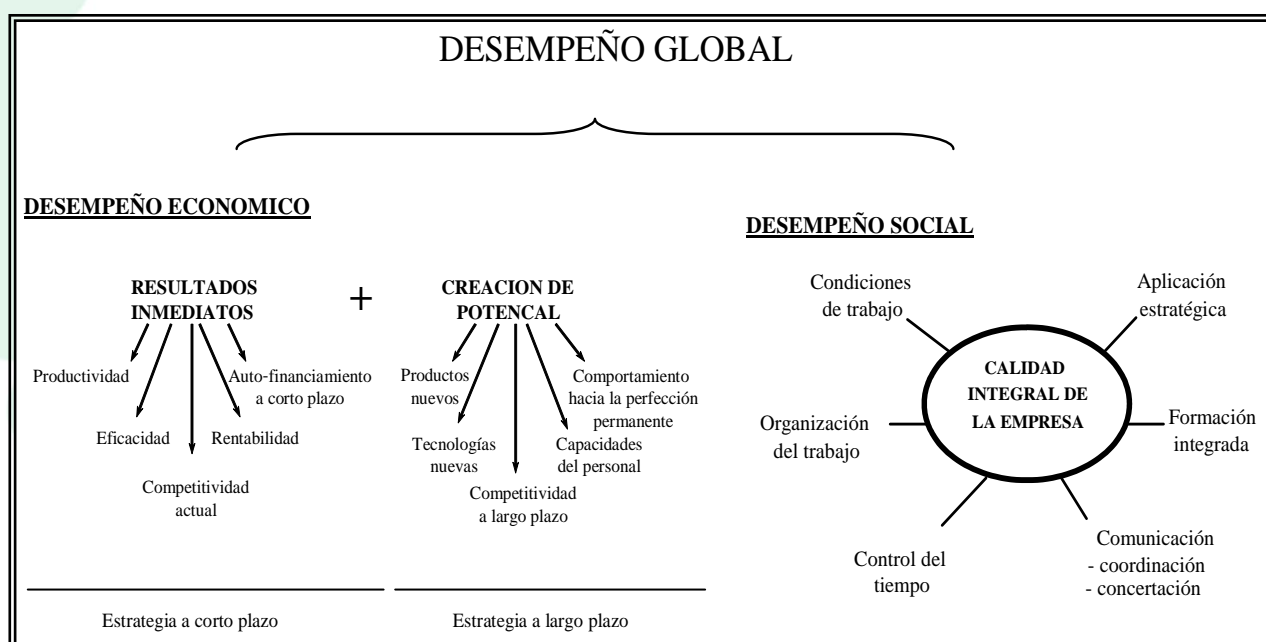 DESEMPEÑO GLOBAL
DESEMPEÑO ECONOMICO
RESULTADOS
INMEDIATOS
+
CREACION DE
POTENCAL
Productividad
Auto-financiamiento
a corto plazo
Eficacidad
Rentabilidad
Competitividad
actual
Productos
nuevos
Comportamiento
hacia la perfección
permanente
Tecnologías
nuevas
Capacidades
del personal
Competitividad
a largo plazo
Estrategia a corto plazo
Estrategia a largo plazo
DESEMPEÑO SOCIAL
Condiciones
de trabajo
Aplicación
estratégica
CALIDAD
INTEGRAL DE
LA EMPRESA
Organización
del trabajo
Formación
integrada
Control del
tiempo
Comunicación
- coordinación
- concertación